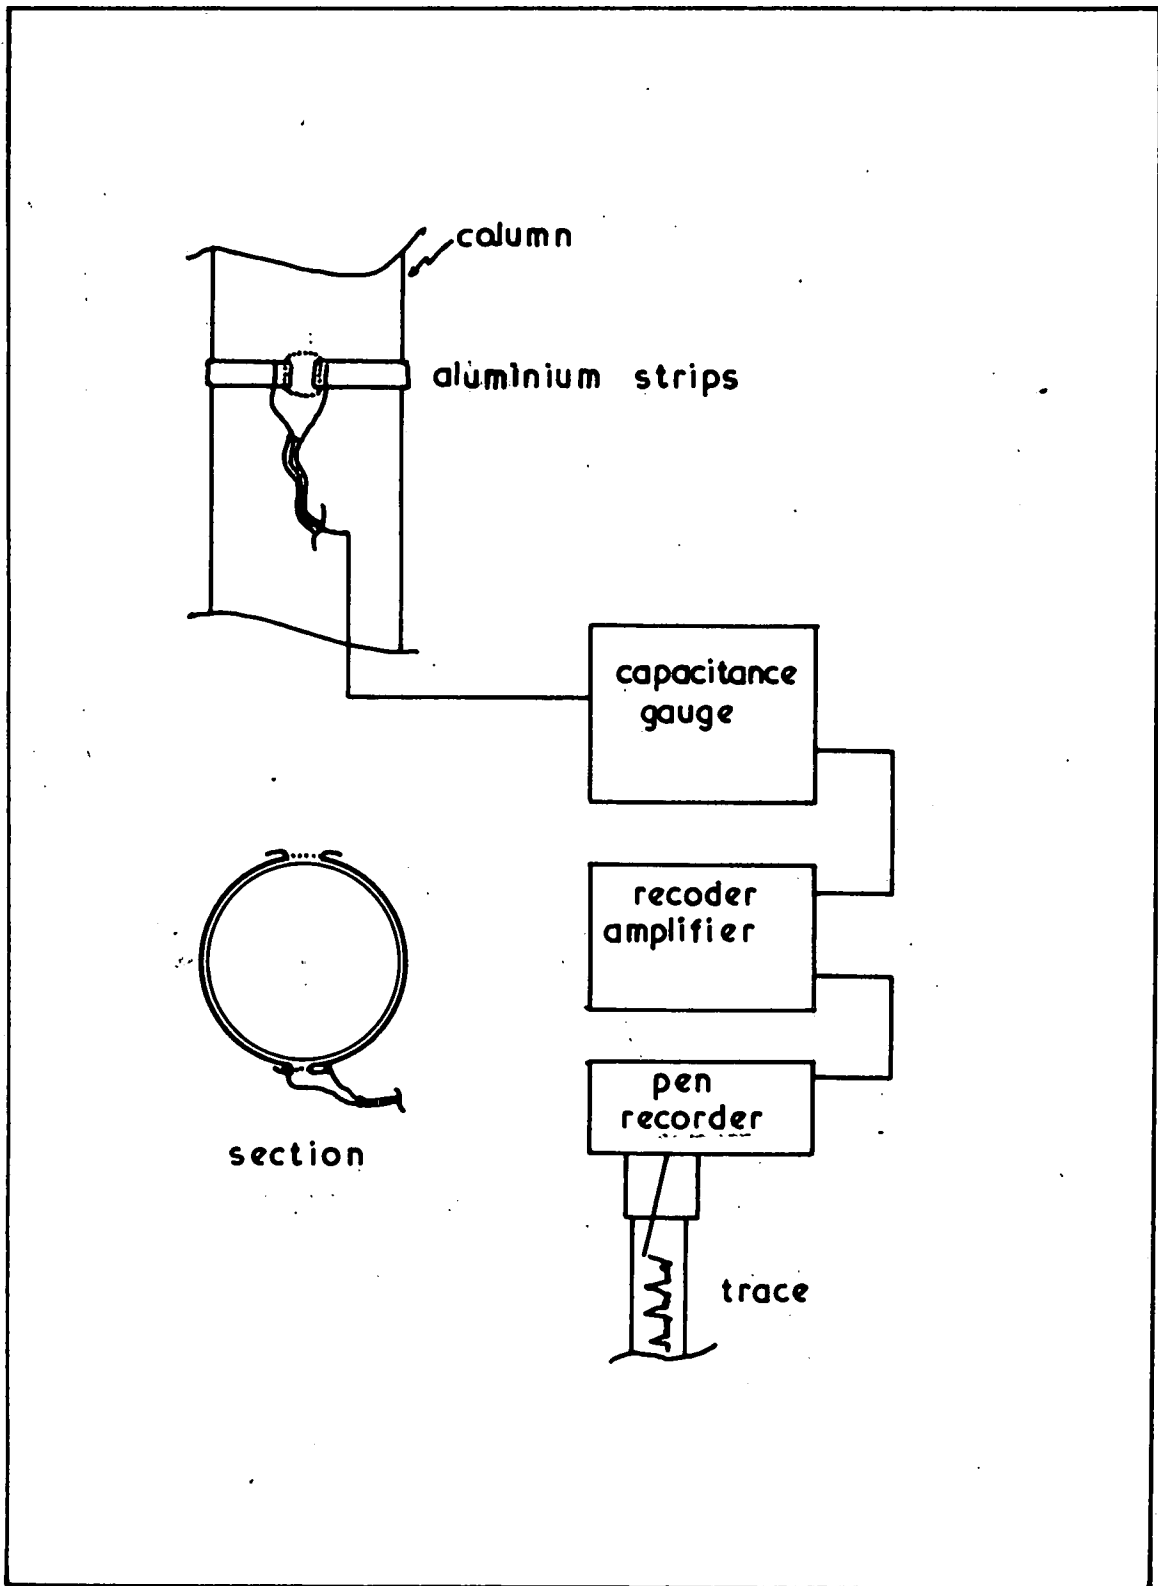 column
aluminium strips
capacitance
gauge
recoder
amplifier
pen
recorder
section
trace